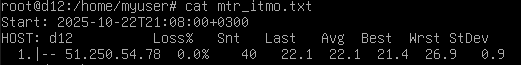 root@d12:/home/myuser# cat mtr_itmo.txt
Start: 2025-10-22T21:08:00+0300
HOST: d12 Loss% Snt Last Avg Best Wrst StDev
1.|-- 51.250.54.78 0.0% 40 22.1 22.1 21.4 26.9 0.9